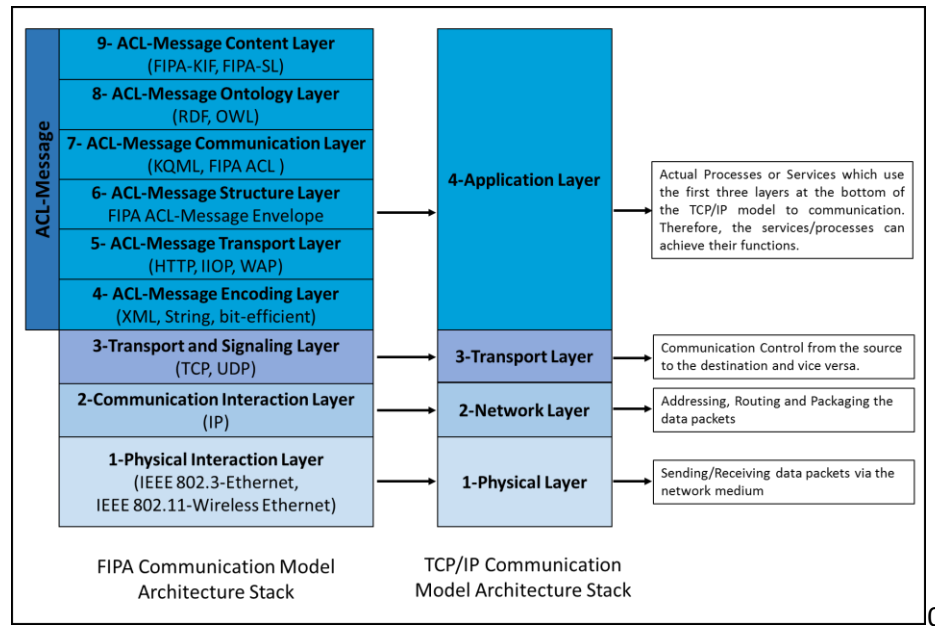 ACL-Message
9- ACL-Message Content Layer
(FIPA-KIF, FIPA-SL)
8- ACL-Message Ontology Layer
(RDF, OWL)
7- ACL-Message Communication Layer
(KQML, FIPA ACL )
6- ACL-Message Structure Layer
FIPA ACL-Message Envelope
5- ACL-Message Transport Layer
(HTTP, IIOP, WAP)
4- ACL-Message Encoding Layer
(XML, String, bit-efficient)
3-Transport and Signaling Layer
(TCP, UDP)
2-Communication Interaction Layer
(IP)
1-Physical Interaction Layer
(IEEE 802.3-Ethernet,
IEEE 802.11-Wireless Ethernet)
FIPA Communication Model
Architecture Stack
4-Application Layer
3-Transport Layer
2-Network Layer
1-Physical Layer
TCP/IP Communication
Model Architecture Stack
Actual Processes or Services which use
the first three layers at the bottom of
the TCP/IP model to communication.
Therefore, the services/processes can
achieve their functions.
Communication Control from the source
to the destination and vice versa.
Addressing, Routing and Packaging the
data packets
Sending/Receiving data packets via the
network medium